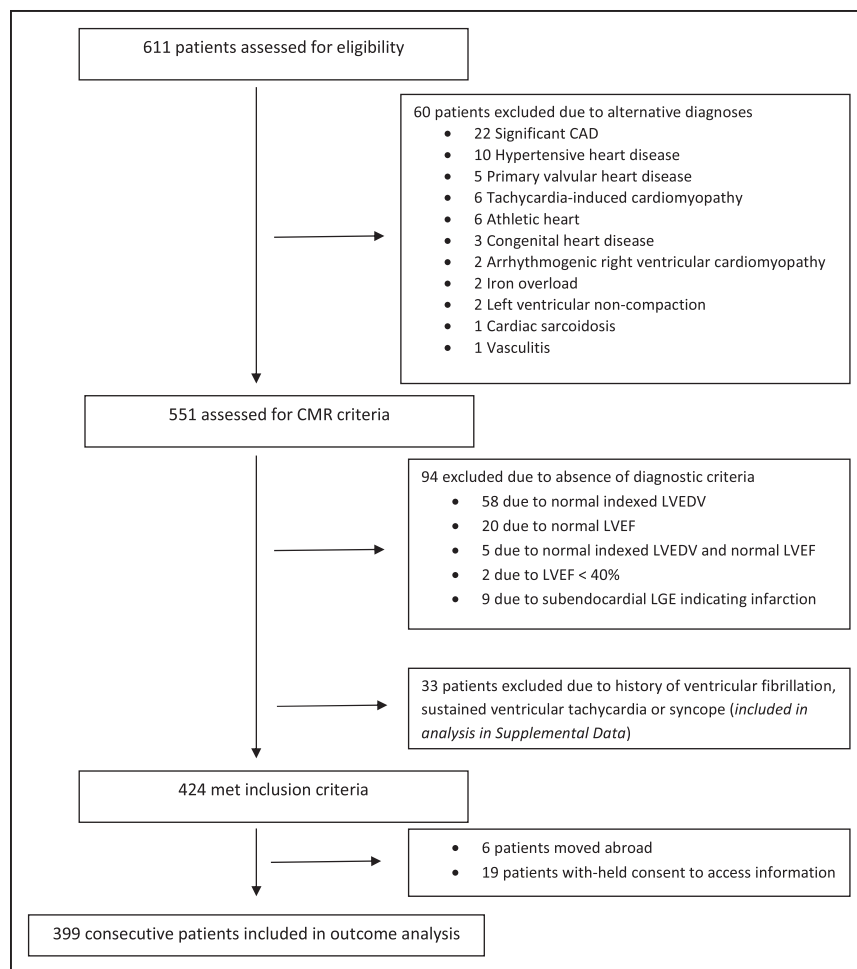 611 patients assessed for eligibility
60 patients excluded due to alternative diagnoses
• 22 Significant CAD
• 10 Hypertensive heart disease
• 5 Primary valvular heart disease
• 6 Tachycardia-induced cardiomyopathy
• 6 Athletic heart
• 3 Congenital heart disease
• 2 Arrhythmogenic right ventricular cardiomyopathy
• 2 Iron overload
• 2 Left ventricular non-compaction
• 1 Cardiac sarcoidosis
• 1 Vasculitis
551 assessed for CMR criteria
94 excluded due to absence of diagnostic criteria
• 58 due to normal indexed LVEDV
• 20 due to normal LVEF
• 5 due to normal indexed LVEDV and normal LVEF
• 2 due to LVEF < 40%
• 9 due to subendocardial LGE indicating infarction
33 patients excluded due to history of ventricular fibrillation,
sustained ventricular tachycardia or syncope (included in
analysis in Supplemental Data)
424 met inclusion criteria
• 6 patients moved abroad
• 19 patients with-held consent to access information
399 consecutive patients included in outcome analysis